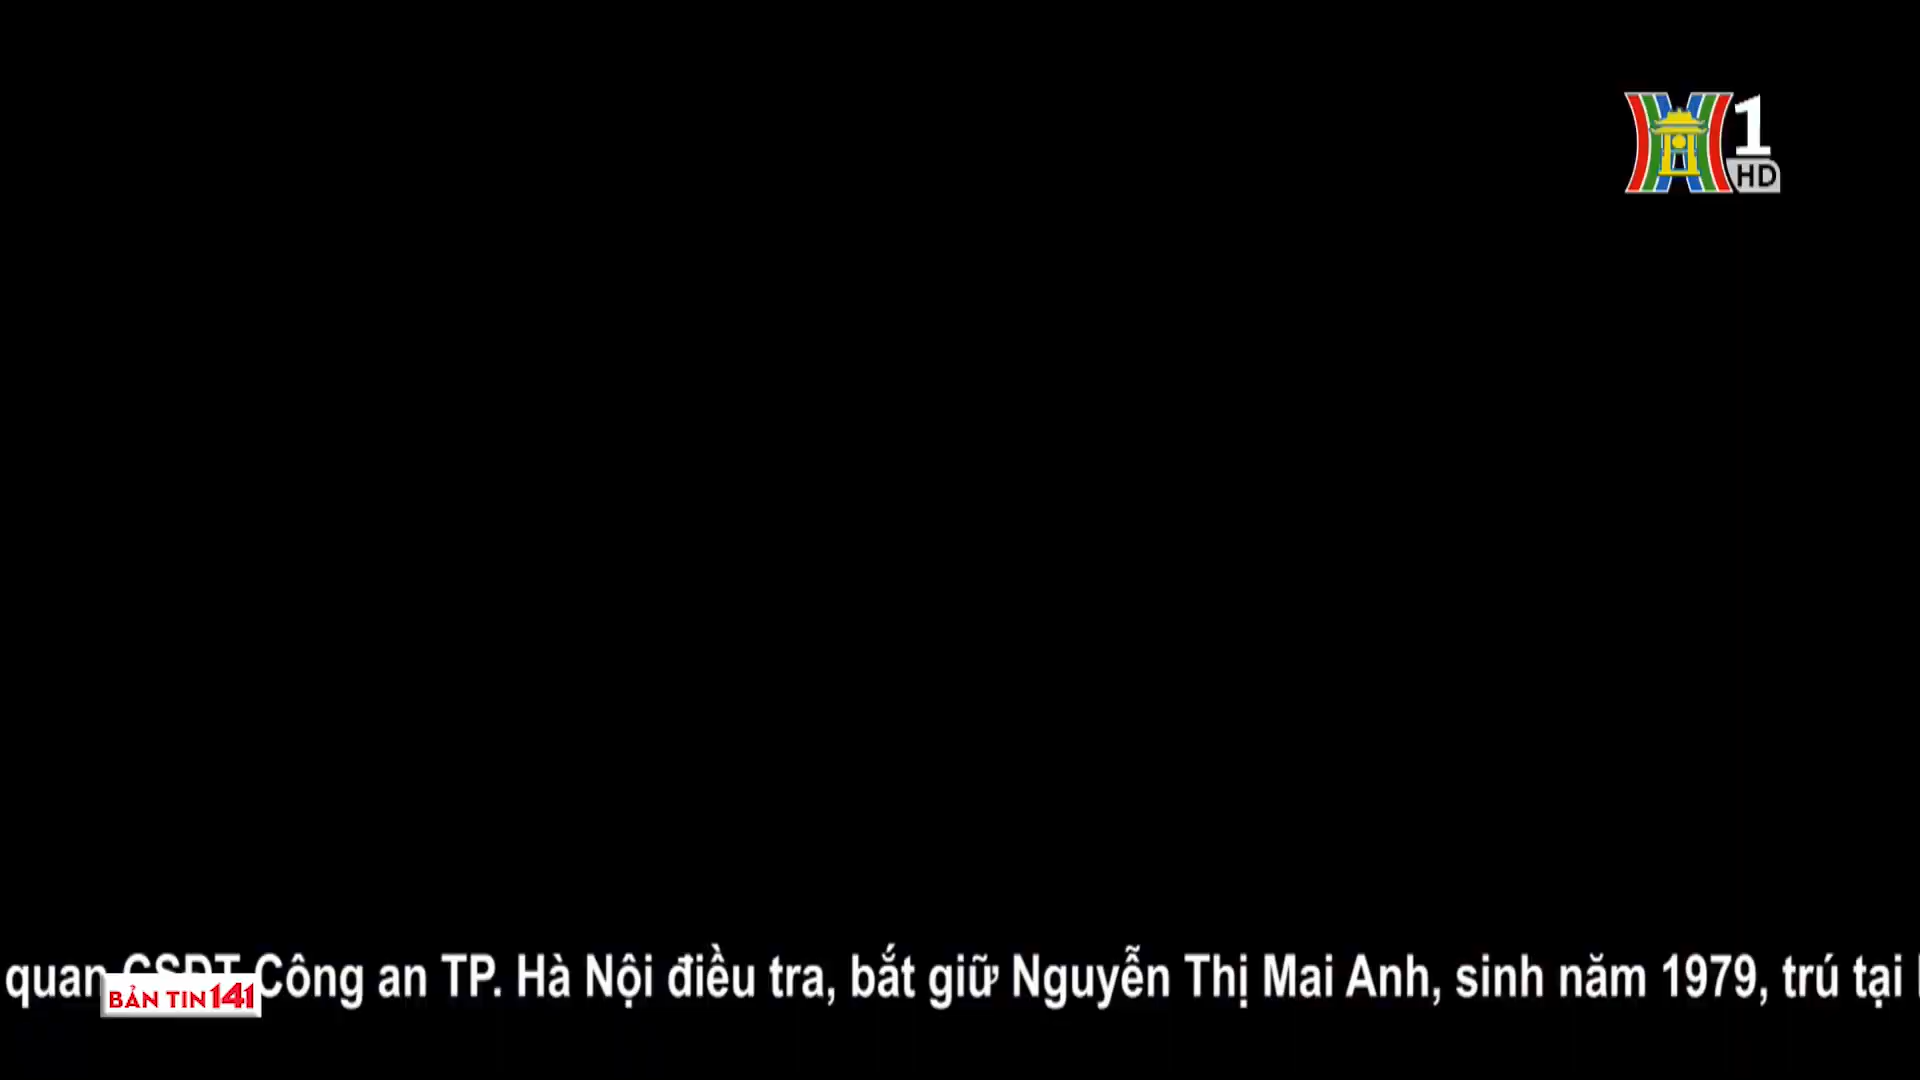 1
HD
quan CSĐT Công an TP. Hà Nội điều tra, bắt giữ Nguyễn Thị Mai Anh, sinh năm 1979, trú tại
BẢN TIN 141